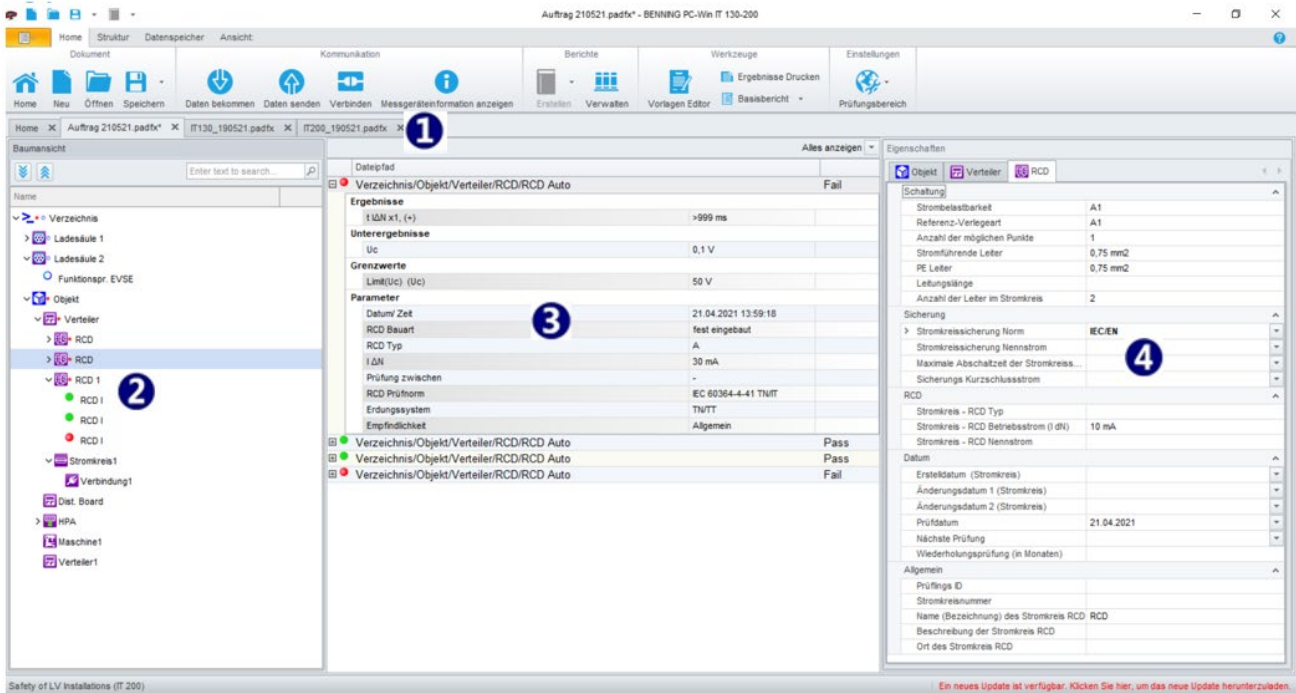 Auftrag 210521.padfx* - BENNING PC-Win IT 130-200
Home Struktur Datenspeicher Ansicht
Dokument Kommunikation Berichte Werkzeuge Einstellungen
Home Neu Öffnen Speichern Daten bekommen Daten senden Verbinden Messgeräteinformation anzeigen Erstellen Verwalten Vorlagen Editor Ergebnisse Drucken Basisbericht Prüfungsbereich
Home Auftrag 210521.padfx* IT130_190521.padfx IT200_190521.padfx
1
Baumansicht
Enter text to search...
Name
Verzeichnis
Ladesäule 1
Ladesäule 2
Funktionspr. EVSE
Objekt
Verteiler
RCD
RCD
RCD 1
RCD I
RCD I
RCD I
Stromkreis1
Verbindung1
Dist. Board
HPA
Maschine1
Verteiler1
2
Alles anzeigen
Dateipfad
Verzeichnis/Objekt/Verteiler/RCD/RCD Auto Fail
Ergebnisse
t IΔN x1, (+) >999 ms
Unterergebnisse
Uc 0,1 V
Grenzwerte
Limit(Uc) (Uc) 50 V
Parameter
Datum/ Zeit 21.04.2021 13:59:18
RCD Bauart fest eingebaut
RCD Typ A
I ΔN 30 mA
Prüfung zwischen -
RCD Prüfnorm IEC 60364-4-41 TN/IT
Erdungssystem TN/TT
Empfindlichkeit Allgemein
3
Verzeichnis/Objekt/Verteiler/RCD/RCD Auto Pass
Verzeichnis/Objekt/Verteiler/RCD/RCD Auto Pass
Verzeichnis/Objekt/Verteiler/RCD/RCD Auto Fail
Eigenschaften
Objekt Verteiler RCD
Schaltung
Strombelastbarkeit A1
Referenz-Verlegeart A1
Anzahl der möglichen Punkte 1
Stromführende Leiter 0,75 mm2
PE Leiter 0,75 mm2
Leitungslänge
Anzahl der Leiter im Stromkreis 2
Sicherung
Stromkreissicherung Norm IEC/EN
Stromkreissicherung Nennstrom
Maximale Abschaltzeit der Stromkreiss...
Sicherungs Kurzschlussstrom
4
RCD
Stromkreis - RCD Typ
Stromkreis - RCD Betriebsstrom (I dN) 10 mA
Stromkreis - RCD Nennstrom
Datum
Erstelldatum (Stromkreis)
Änderungsdatum 1 (Stromkreis)
Änderungsdatum 2 (Stromkreis)
Prüfdatum 21.04.2021
Nächste Prüfung
Wiederholungsprüfung (in Monaten)
Allgemein
Prüflings ID
Stromkreisnummer
Name (Bezeichnung) des Stromkreis RCD RCD
Beschreibung der Stromkreis RCD
Ort des Stromkreis RCD
Safety of LV Installations (IT 200)
Ein neues Update ist verfügbar. Klicken Sie hier, um das neue Update herunterzuladen.